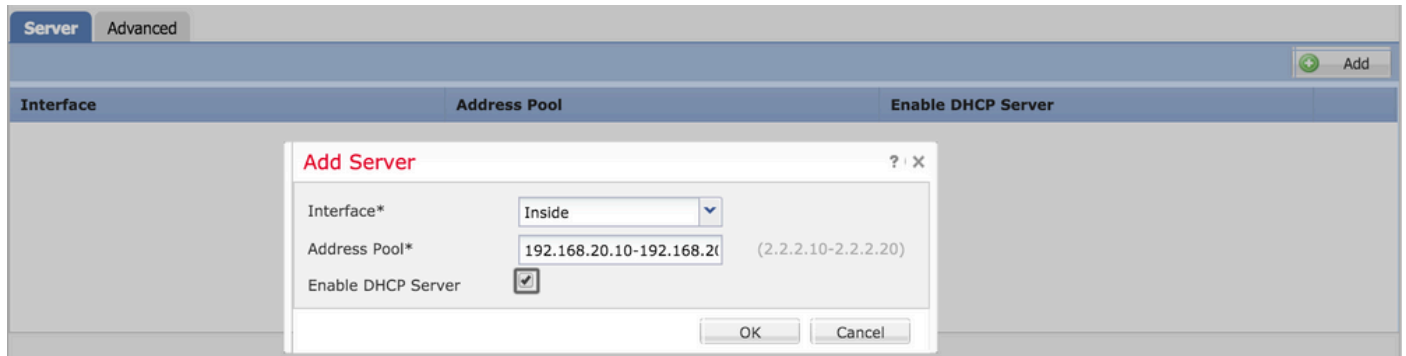 Server Advanced
Add
Interface Address Pool Enable DHCP Server
Add Server ? X
Interface* Inside
Address Pool* 192.168.20.10-192.168.20 (2.2.2.10-2.2.2.20)
Enable DHCP Server
OK Cancel